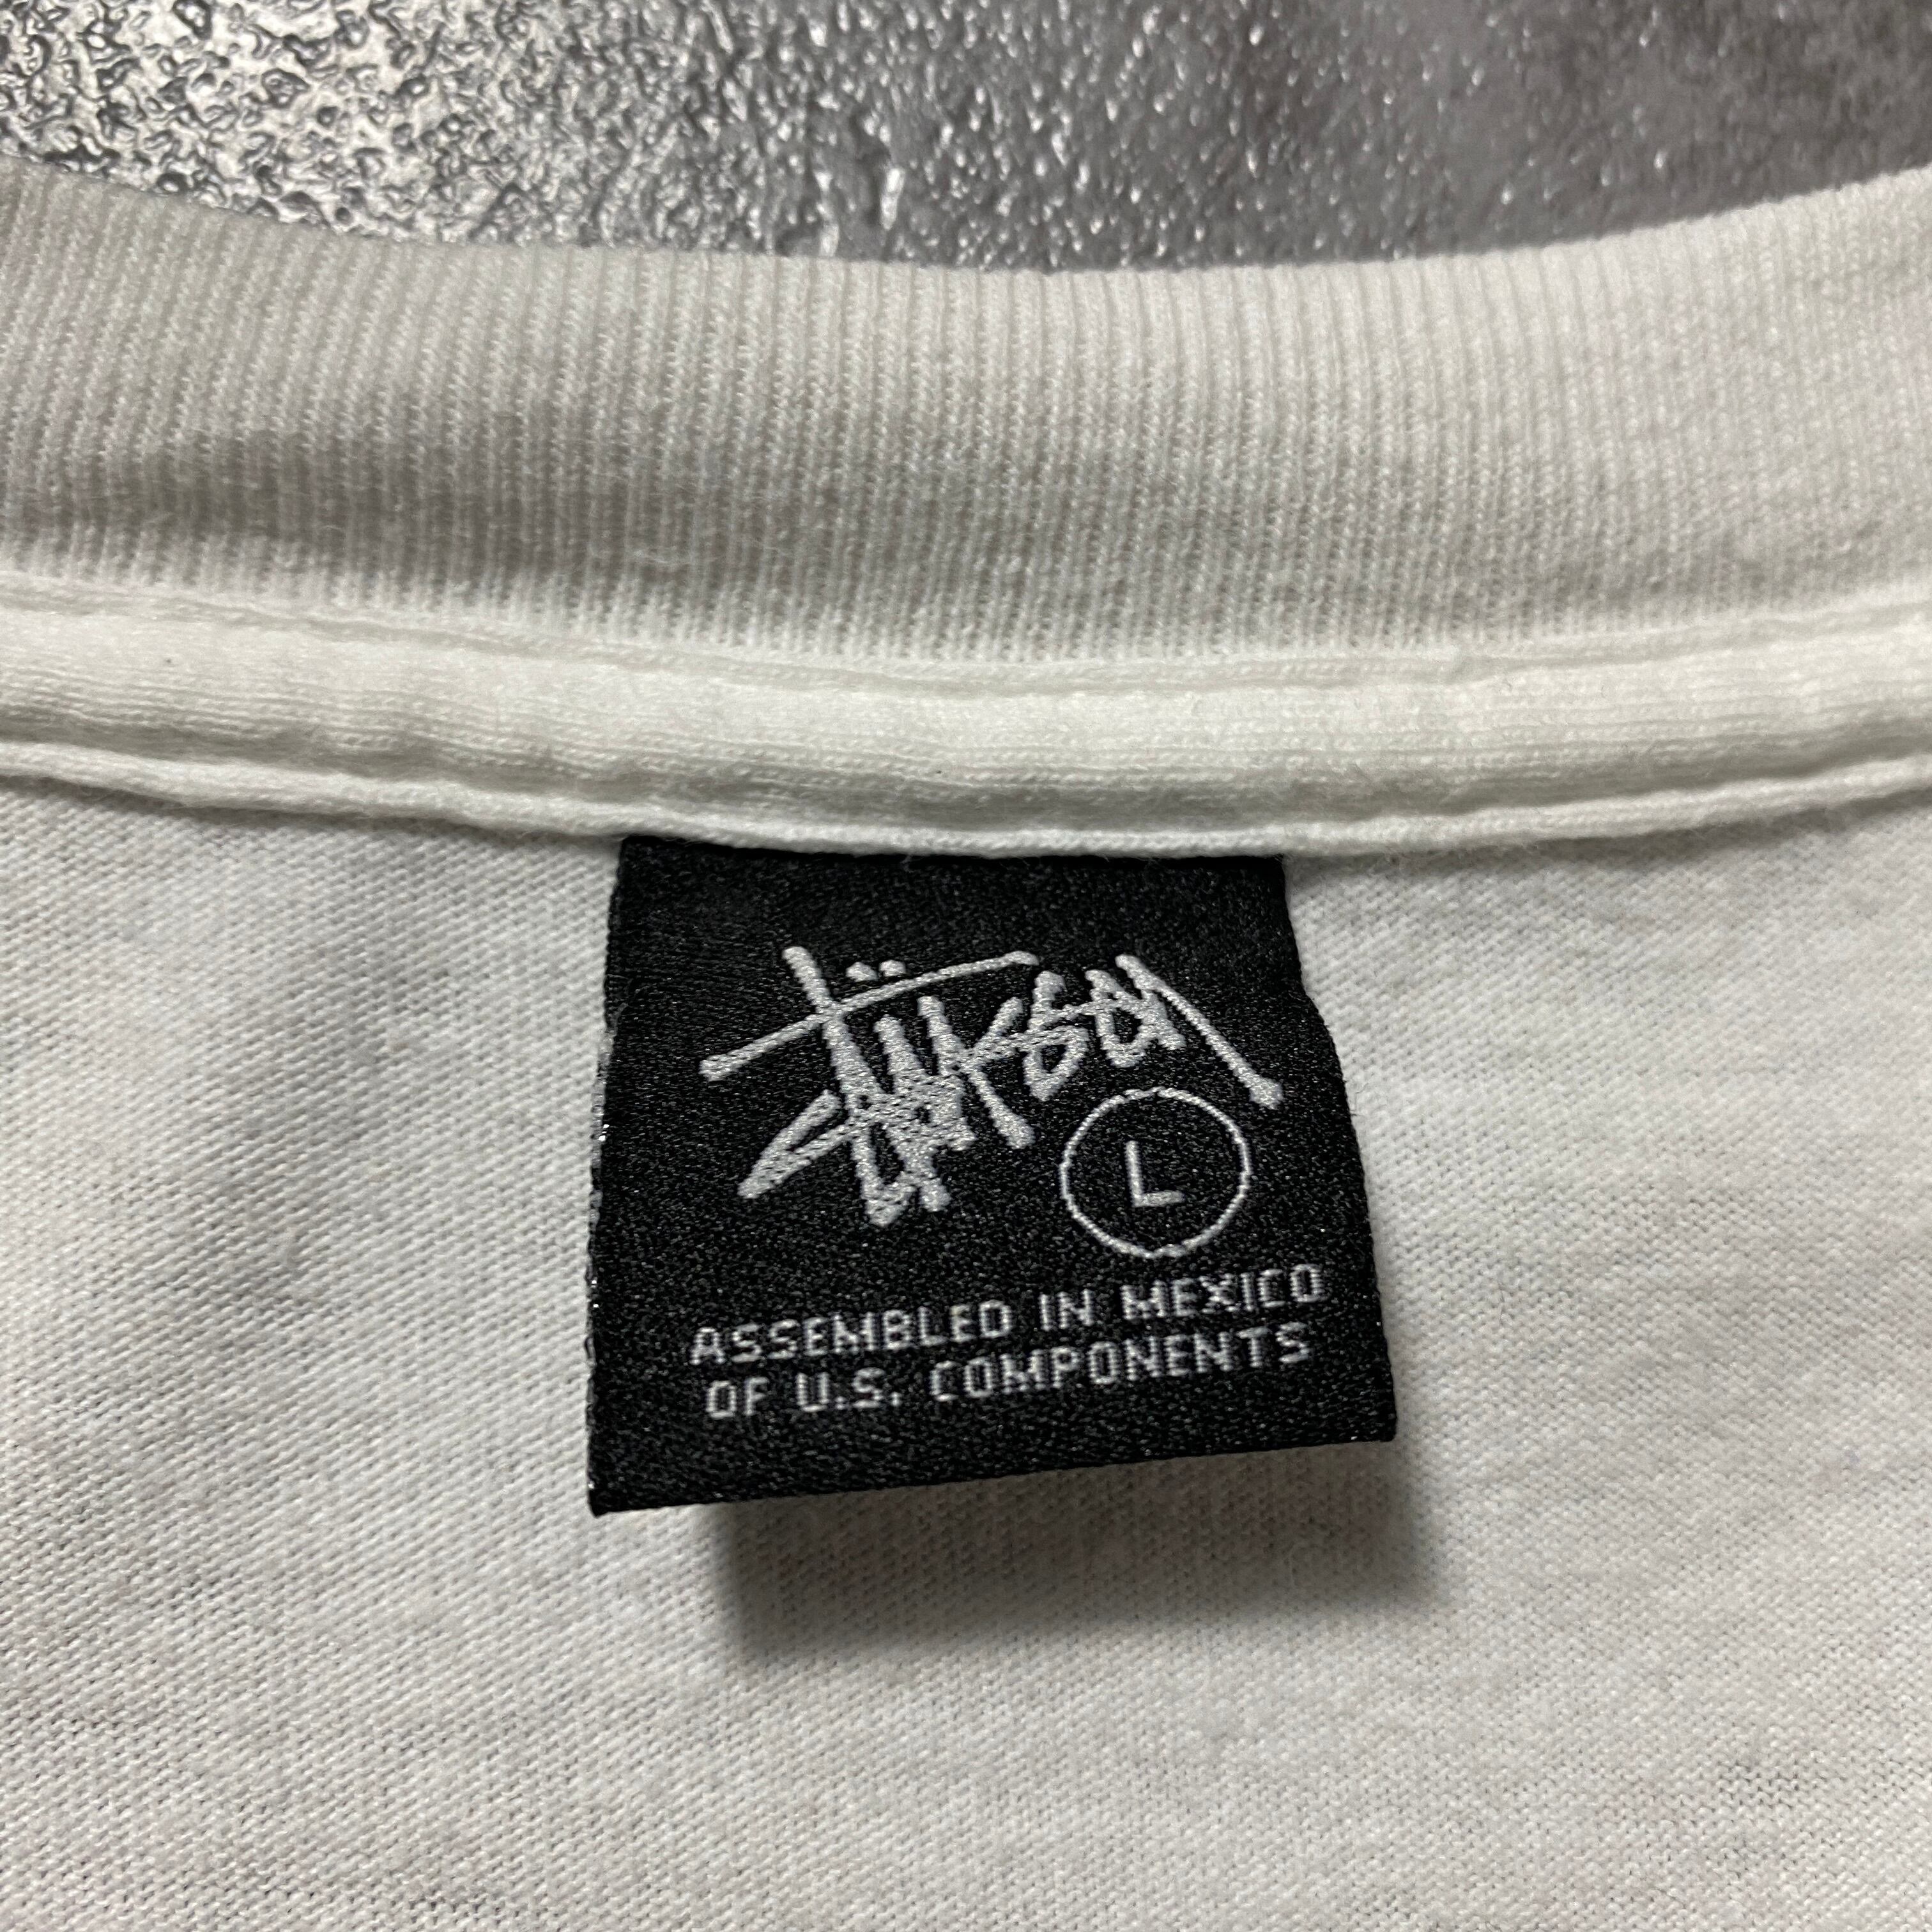 Stüssy
L
ASSEMBLED IN MEXICO
OF U.S. COMPONENTS